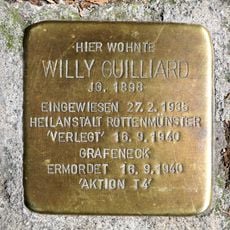 HIER WOHNTE
WILLY GUILLIARD
JG. 1898
EINGEWIESEN 27.2.1935
HEILANSTALT ROTTENMÜNSTER
'VERLEGT' 16.9.1940
GRAFENECK
ERMORDET 16.9.1940
'AKTION T4'